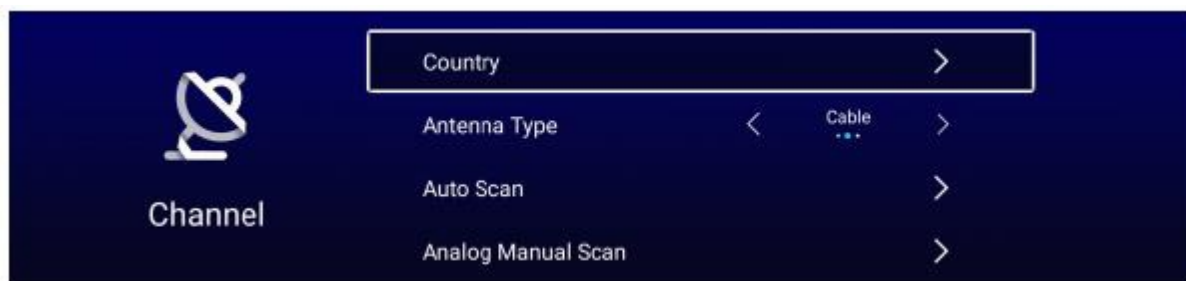 Country
Antenna Type Cable
Auto Scan
Channel
Analog Manual Scan